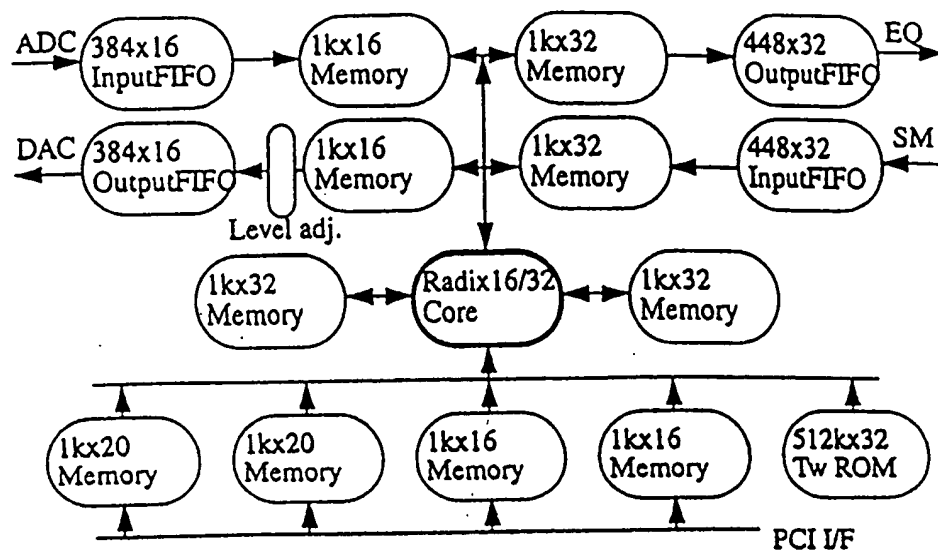 ADC
384x16
InputFIFO
1kx16
Memory
1kx32
Memory
448x32
OutputFIFO
EQ
DAC
384x16
OutputFIFO
Level adj.
1kx16
Memory
1kx32
Memory
448x32
InputFIFO
SM
1kx32
Memory
Radix16/32
Core
1kx32
Memory
1kx20
Memory
1kx20
Memory
1kx16
Memory
1kx16
Memory
512kx32
Tw ROM
PCI I/F